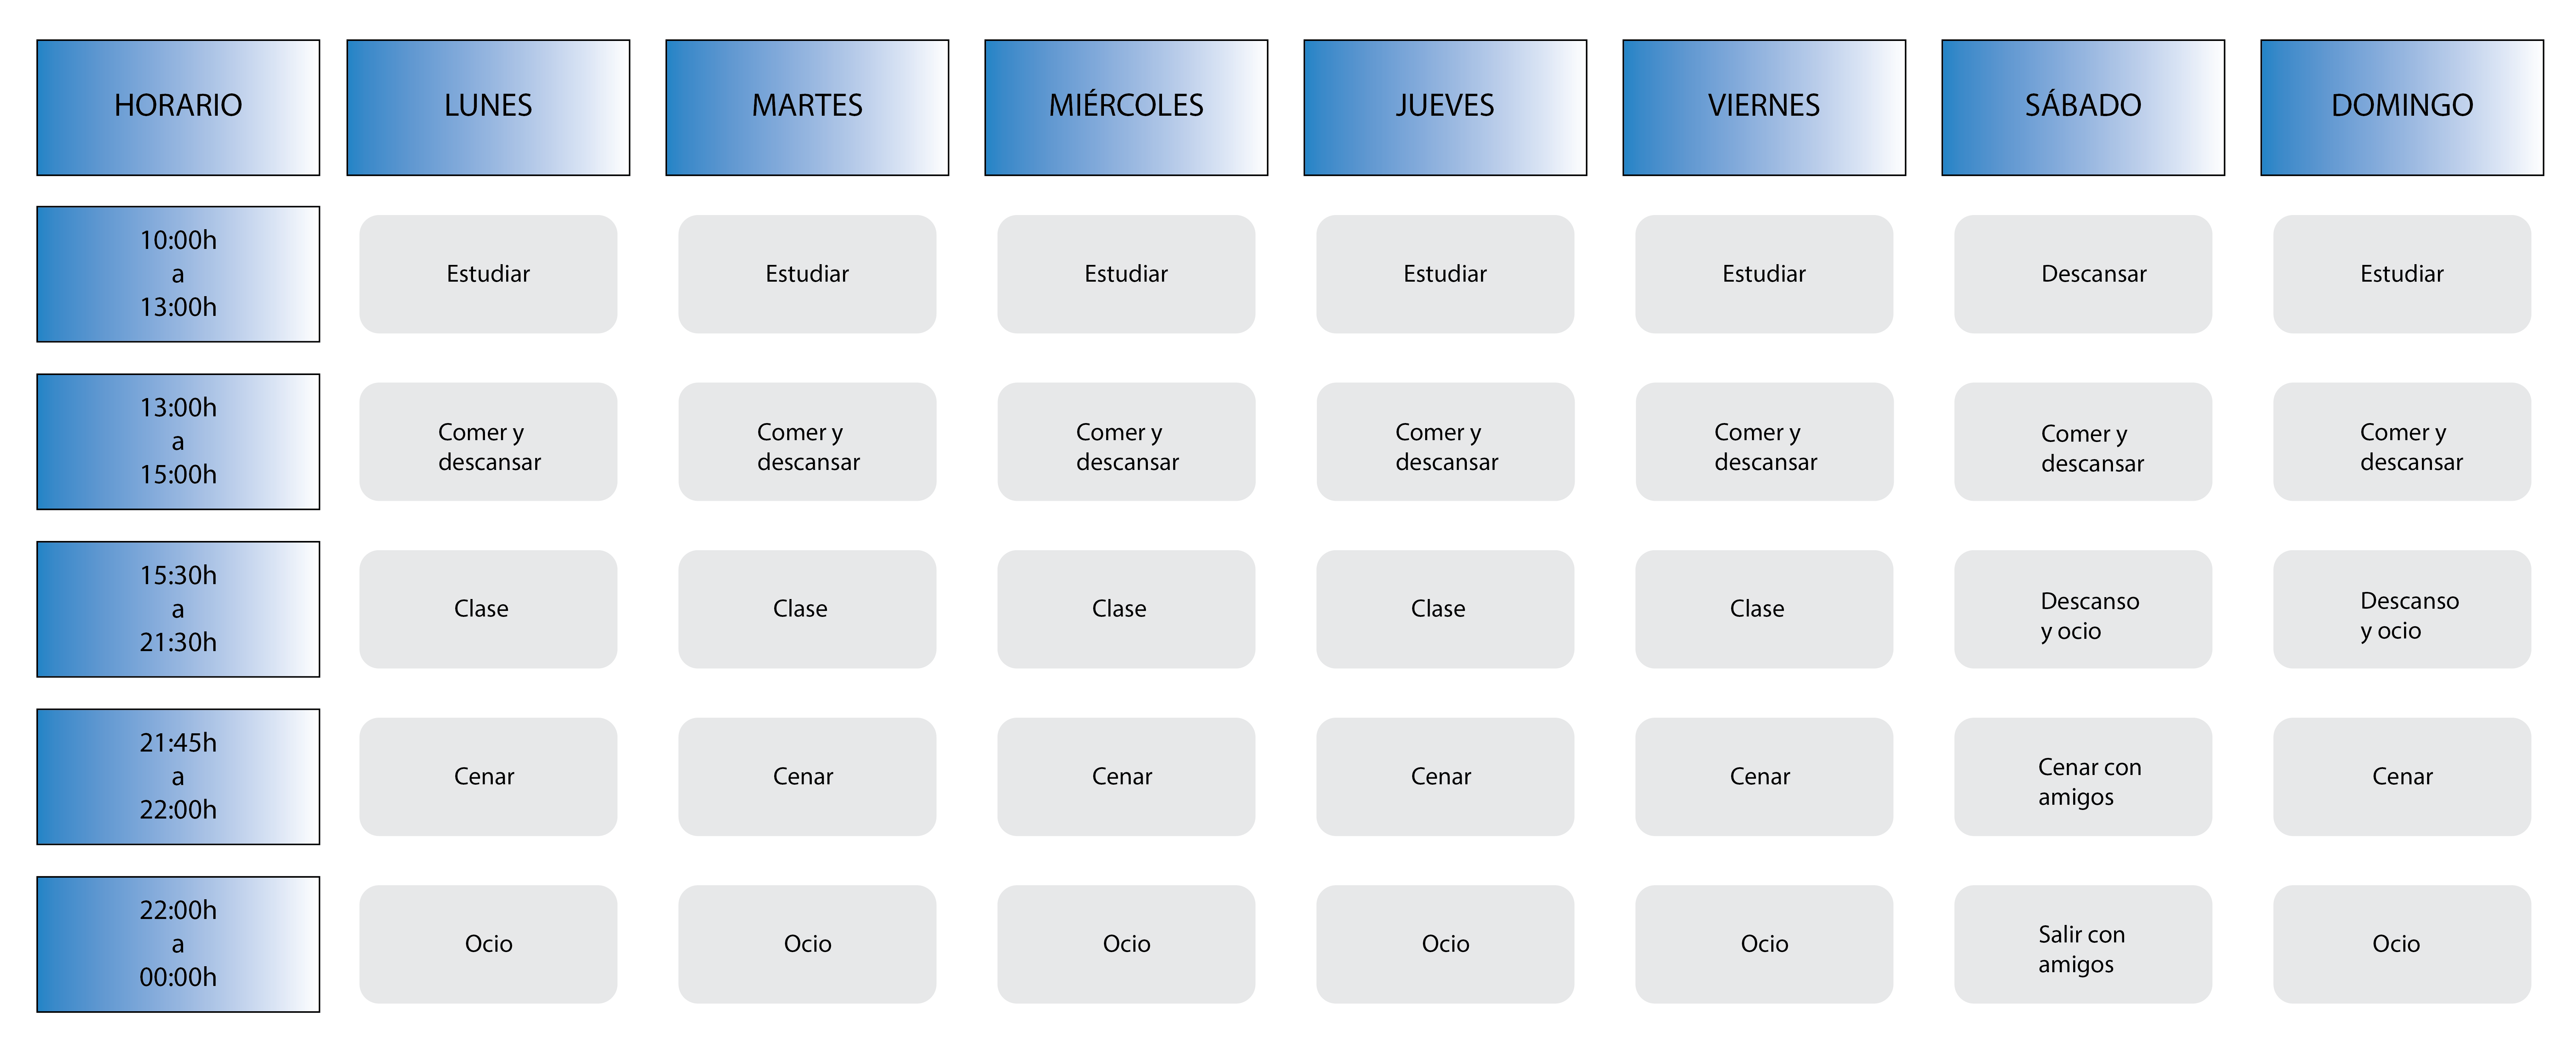 HORARIO
LUNES
MARTES
MIÉRCOLES
JUEVES
VIERNES
SÁBADO
DOMINGO
10:00h
a
13:00h
Estudiar
Estudiar
Estudiar
Estudiar
Estudiar
Descansar
Estudiar
13:00h
a
15:00h
Comer y
descansar
Comer y
descansar
Comer y
descansar
Comer y
descansar
Comer y
descansar
Comer y
descansar
Comer y
descansar
15:30h
a
21:30h
Clase
Clase
Clase
Clase
Clase
Descanso
y ocio
Descanso
y ocio
21:45h
a
22:00h
Cenar
Cenar
Cenar
Cenar
Cenar
Cenar con
amigos
Cenar
22:00h
a
00:00h
Ocio
Ocio
Ocio
Ocio
Ocio
Salir con
amigos
Ocio